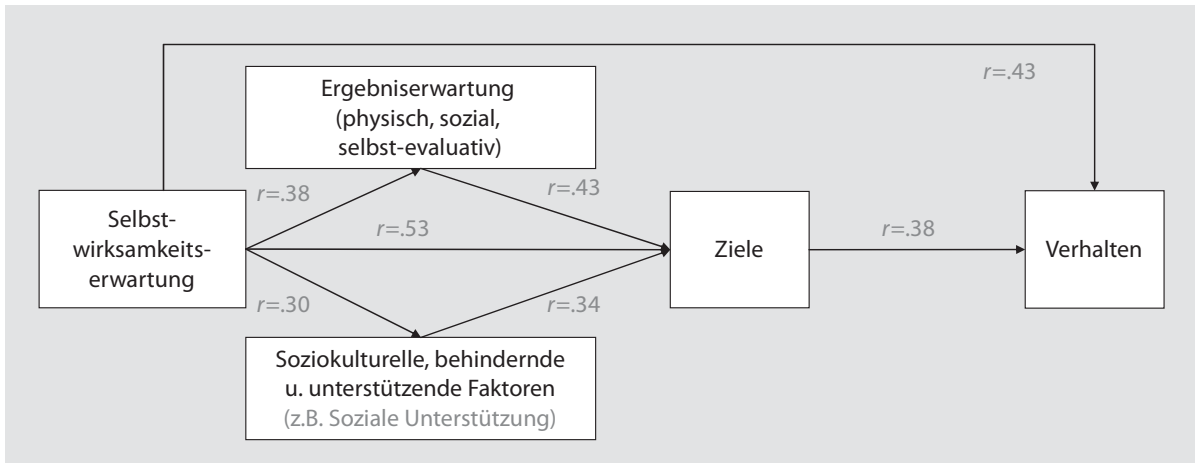 r=.43
Ergebniserwartung
(physisch, sozial,
selbst-evaluativ)
r=.38
r=.43
Selbst-
wirksamkeits-
erwartung
r=.53
Ziele
r=.38
Verhalten
r=.30
r=.34
Soziokulturelle, behindernde
u. unterstützende Faktoren
(z.B. Soziale Unterstützung)